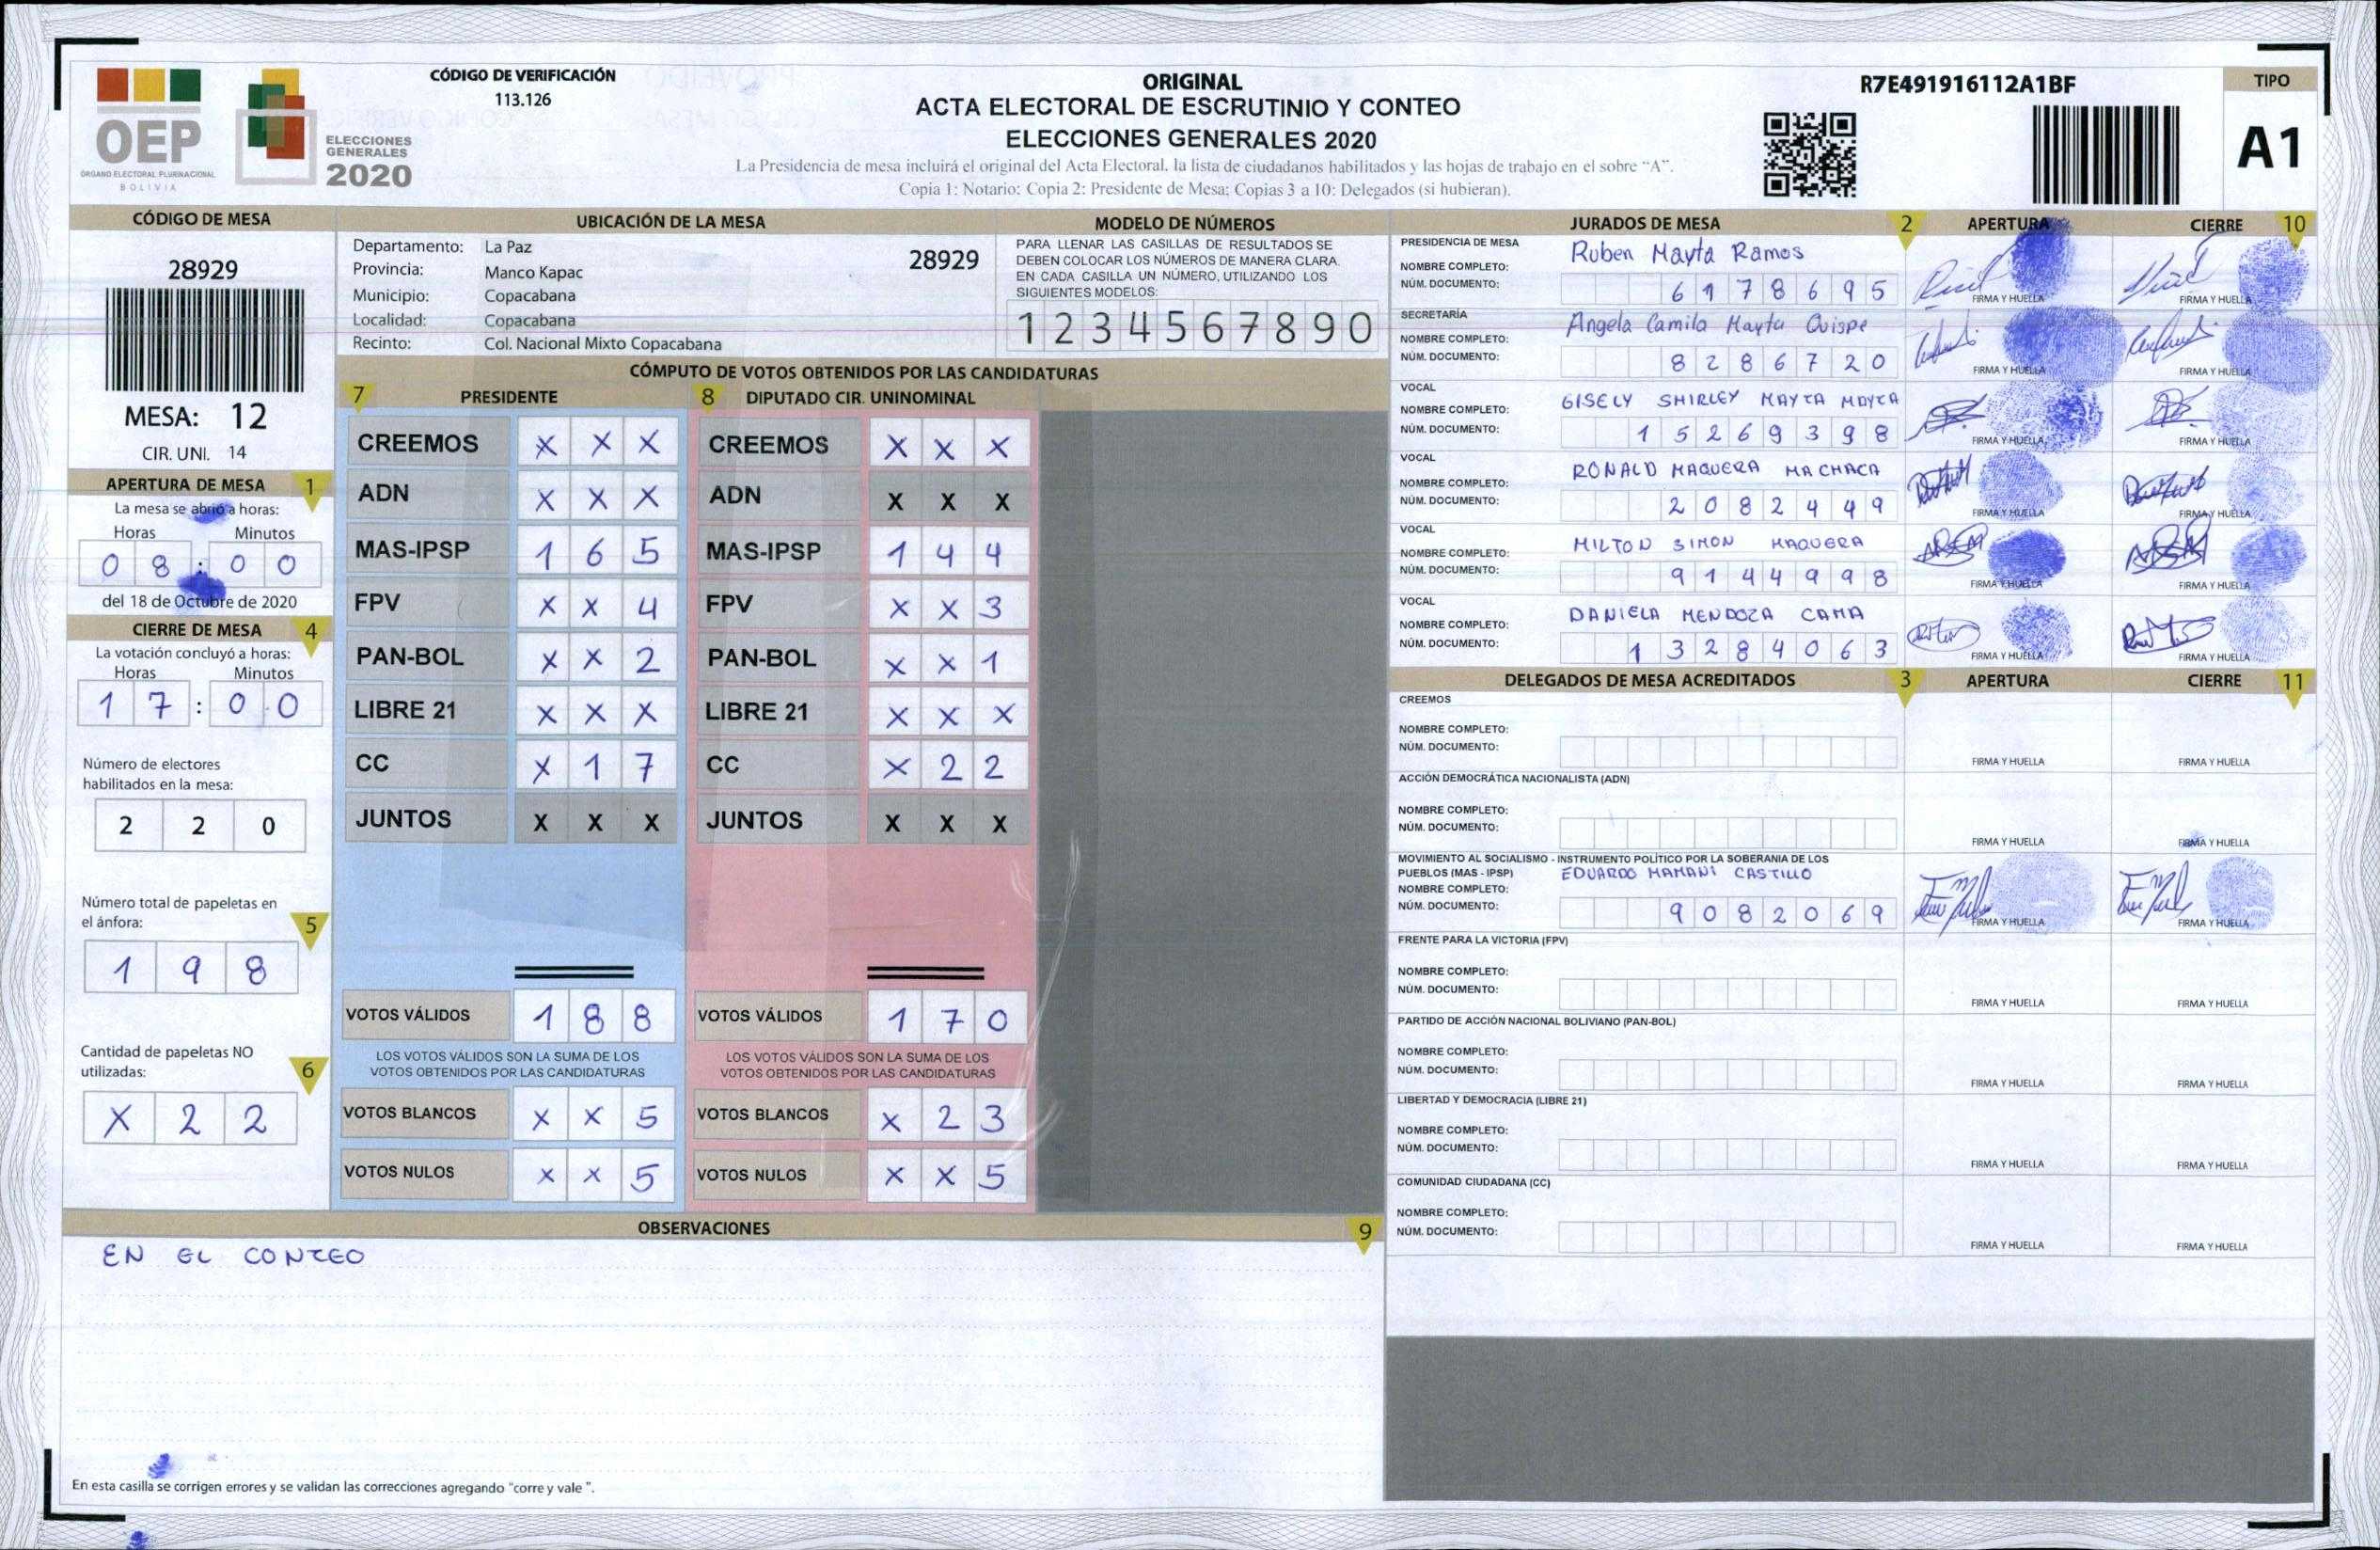 OEP
ÓRGANO ELECTORAL PLURINACIONAL
BOLIVIA
ELECCIONES
GENERALES
2020
CÓDIGO DE VERIFICACIÓN
113.126
ORIGINAL
ACTA ELECTORAL DE ESCRUTINIO Y CONTEO
ELECCIONES GENERALES 2020
La Presidencia de mesa incluirá el original del Acta Electoral, la lista de ciudadanos habilitados y las hojas de trabajo en el sobre "A".
Copia 1: Notario: Copia 2: Presidente de Mesa; Copias 3 a 10: Delegados (si hubieran).
R7E491916112A1BF
TIPO
A1
CÓDIGO DE MESA
28929
MESA: 12
CIR. UNI. 14
APERTURA DE MESA 1
La mesa se abrió a horas:
Horas Minutos
0 8 : 0 0
del 18 de Octubre de 2020
CIERRE DE MESA 4
La votación concluyó a horas:
Horas Minutos
1 7 : 0 0
Número de electores
habilitados en la mesa:
2 2 0
Número total de papeletas en
el ánfora: 5
1 9 8
Cantidad de papeletas NO
utilizadas: 6
X 2 2
UBICACIÓN DE LA MESA
Departamento: La Paz 28929
Provincia: Manco Kapac
Municipio: Copacabana
Localidad: Copacabana
Recinto: Col. Nacional Mixto Copacabana
MODELO DE NÚMEROS
PARA LLENAR LAS CASILLAS DE RESULTADOS SE
DEBEN COLOCAR LOS NÚMEROS DE MANERA CLARA.
EN CADA CASILLA UN NÚMERO, UTILIZANDO LOS
SIGUIENTES MODELOS:
1 2 3 4 5 6 7 8 9 0
CÓMPUTO DE VOTOS OBTENIDOS POR LAS CANDIDATURAS
7 PRESIDENTE 8 DIPUTADO CIR. UNINOMINAL
CREEMOS X X X CREEMOS X X X
ADN X X X ADN X X X
MAS-IPSP 1 6 5 MAS-IPSP 1 4 4
FPV X X 4 FPV X X 3
PAN-BOL X X 2 PAN-BOL X X 1
LIBRE 21 X X X LIBRE 21 X X X
CC X 1 7 CC X 2 2
JUNTOS X X X JUNTOS X X X
VOTOS VÁLIDOS 1 8 8 VOTOS VÁLIDOS 1 7 0
LOS VOTOS VÁLIDOS SON LA SUMA DE LOS LOS VOTOS VÁLIDOS SON LA SUMA DE LOS
VOTOS OBTENIDOS POR LAS CANDIDATURAS VOTOS OBTENIDOS POR LAS CANDIDATURAS
VOTOS BLANCOS X X 5 VOTOS BLANCOS X 2 3
VOTOS NULOS X X 5 VOTOS NULOS X X 5
OBSERVACIONES 9
EN EL CONTEO
En esta casilla se corrigen errores y se validan las correcciones agregando "corre y vale".
JURADOS DE MESA 2 APERTURA CIERRE 10
PRESIDENCIA DE MESA
NOMBRE COMPLETO: Ruben Mayta Ramos
NÚM. DOCUMENTO: 6 1 7 8 6 9 5
FIRMA Y HUELLA FIRMA Y HUELLA
SECRETARÍA
NOMBRE COMPLETO: Angela Camila Mayta Quispe
NÚM. DOCUMENTO: 8 2 8 6 7 2 0
FIRMA Y HUELLA FIRMA Y HUELLA
VOCAL
NOMBRE COMPLETO: GISELY SHIRLEY MAYTA MAYTA
NÚM. DOCUMENTO: 1 5 2 6 9 3 9 8
FIRMA Y HUELLA FIRMA Y HUELLA
VOCAL
NOMBRE COMPLETO: RONALD MAQUERA MACHACA
NÚM. DOCUMENTO: 2 0 8 2 4 4 9
FIRMA Y HUELLA FIRMA Y HUELLA
VOCAL
NOMBRE COMPLETO: MILTON SIMON MAQUERA
NÚM. DOCUMENTO: 9 1 4 4 9 9 8
FIRMA Y HUELLA FIRMA Y HUELLA
VOCAL
NOMBRE COMPLETO: DANIELA MENDOZA CAMA
NÚM. DOCUMENTO: 1 3 2 8 4 0 6 3
FIRMA Y HUELLA FIRMA Y HUELLA
DELEGADOS DE MESA ACREDITADOS 3 APERTURA CIERRE 11
CREEMOS
NOMBRE COMPLETO:
NÚM. DOCUMENTO:
FIRMA Y HUELLA FIRMA Y HUELLA
ACCIÓN DEMOCRÁTICA NACIONALISTA (ADN)
NOMBRE COMPLETO:
NÚM. DOCUMENTO:
FIRMA Y HUELLA FIRMA Y HUELLA
MOVIMIENTO AL SOCIALISMO - INSTRUMENTO POLÍTICO POR LA SOBERANIA DE LOS
PUEBLOS (MAS - IPSP) EDUARDO MAMANI CASTILLO
NOMBRE COMPLETO:
NÚM. DOCUMENTO: 9 0 8 2 0 6 9
FIRMA Y HUELLA FIRMA Y HUELLA
FRENTE PARA LA VICTORIA (FPV)
NOMBRE COMPLETO:
NÚM. DOCUMENTO:
FIRMA Y HUELLA FIRMA Y HUELLA
PARTIDO DE ACCIÓN NACIONAL BOLIVIANO (PAN-BOL)
NOMBRE COMPLETO:
NÚM. DOCUMENTO:
FIRMA Y HUELLA FIRMA Y HUELLA
LIBERTAD Y DEMOCRACIA (LIBRE 21)
NOMBRE COMPLETO:
NÚM. DOCUMENTO:
FIRMA Y HUELLA FIRMA Y HUELLA
COMUNIDAD CIUDADANA (CC)
NOMBRE COMPLETO:
NÚM. DOCUMENTO:
FIRMA Y HUELLA FIRMA Y HUELLA